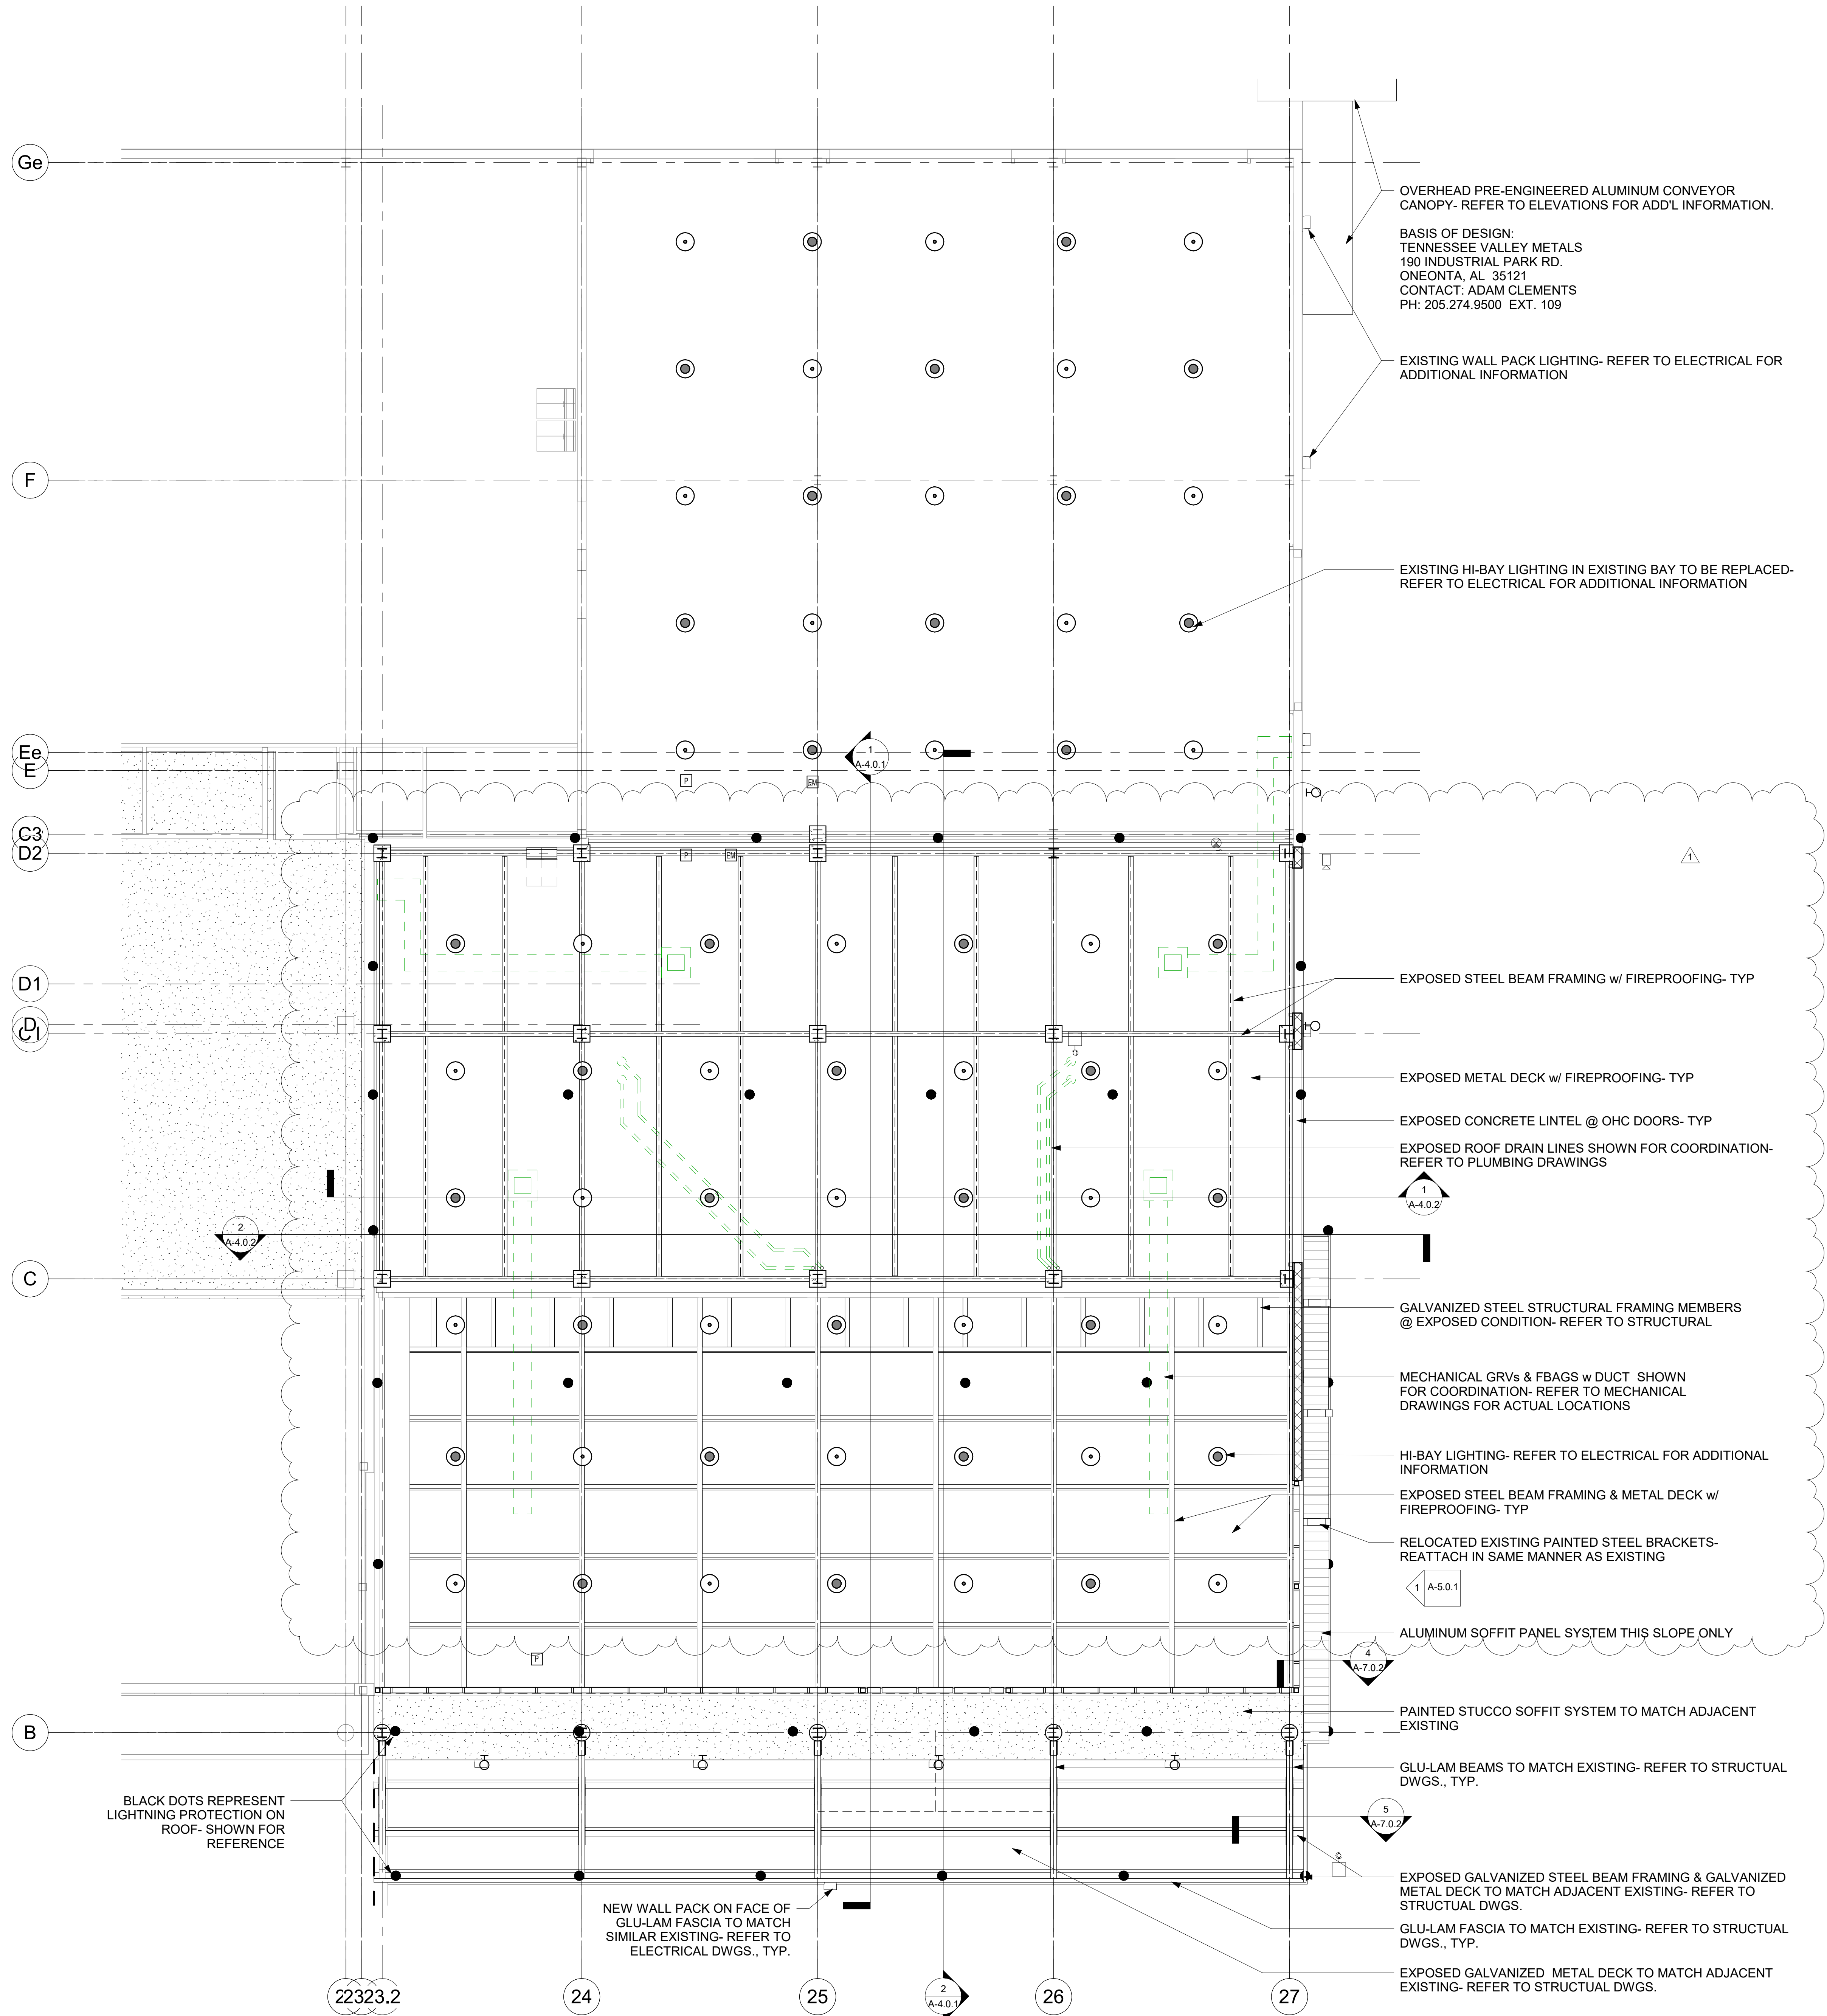 Ge
OVERHEAD PRE-ENGINEERED ALUMINUM CONVEYOR
CANOPY- REFER TO ELEVATIONS FOR ADD'L INFORMATION.
BASIS OF DESIGN:
TENNESSEE VALLEY METALS
190 INDUSTRIAL PARK RD.
ONEONTA, AL 35121
CONTACT: ADAM CLEMENTS
PH: 205.274.9500 EXT. 109
EXISTING WALL PACK LIGHTING- REFER TO ELECTRICAL FOR
ADDITIONAL INFORMATION
F
EXISTING HI-BAY LIGHTING IN EXISTING BAY TO BE REPLACED-
REFER TO ELECTRICAL FOR ADDITIONAL INFORMATION
Ee
E
1
A-4.0.1
P
EM
C3
D2
P
EM
1
D1
EXPOSED STEEL BEAM FRAMING w/ FIREPROOFING- TYP
D
C1
EXPOSED METAL DECK w/ FIREPROOFING- TYP
EXPOSED CONCRETE LINTEL @ OHC DOORS- TYP
EXPOSED ROOF DRAIN LINES SHOWN FOR COORDINATION-
REFER TO PLUMBING DRAWINGS
1
A-4.0.2
2
A-4.0.2
C
GALVANIZED STEEL STRUCTURAL FRAMING MEMBERS
@ EXPOSED CONDITION- REFER TO STRUCTURAL
MECHANICAL GRVs & FBAGS w DUCT SHOWN
FOR COORDINATION- REFER TO MECHANICAL
DRAWINGS FOR ACTUAL LOCATIONS
HI-BAY LIGHTING- REFER TO ELECTRICAL FOR ADDITIONAL
INFORMATION
EXPOSED STEEL BEAM FRAMING & METAL DECK w/
FIREPROOFING- TYP
RELOCATED EXISTING PAINTED STEEL BRACKETS-
REATTACH IN SAME MANNER AS EXISTING
1 A-5.0.1
ALUMINUM SOFFIT PANEL SYSTEM THIS SLOPE ONLY
P
4
A-7.0.2
PAINTED STUCCO SOFFIT SYSTEM TO MATCH ADJACENT
EXISTING
B
GLU-LAM BEAMS TO MATCH EXISTING- REFER TO STRUCTUAL
DWGS., TYP.
BLACK DOTS REPRESENT
LIGHTNING PROTECTION ON
ROOF- SHOWN FOR
REFERENCE
5
A-7.0.2
EXPOSED GALVANIZED STEEL BEAM FRAMING & GALVANIZED
METAL DECK TO MATCH ADJACENT EXISTING- REFER TO
STRUCTUAL DWGS.
NEW WALL PACK ON FACE OF
GLU-LAM FASCIA TO MATCH
SIMILAR EXISTING- REFER TO
ELECTRICAL DWGS., TYP.
GLU-LAM FASCIA TO MATCH EXISTING- REFER TO STRUCTUAL
DWGS., TYP.
EXPOSED GALVANIZED METAL DECK TO MATCH ADJACENT
EXISTING- REFER TO STRUCTUAL DWGS.
23.2
24
25
2
A-4.0.1
26
27